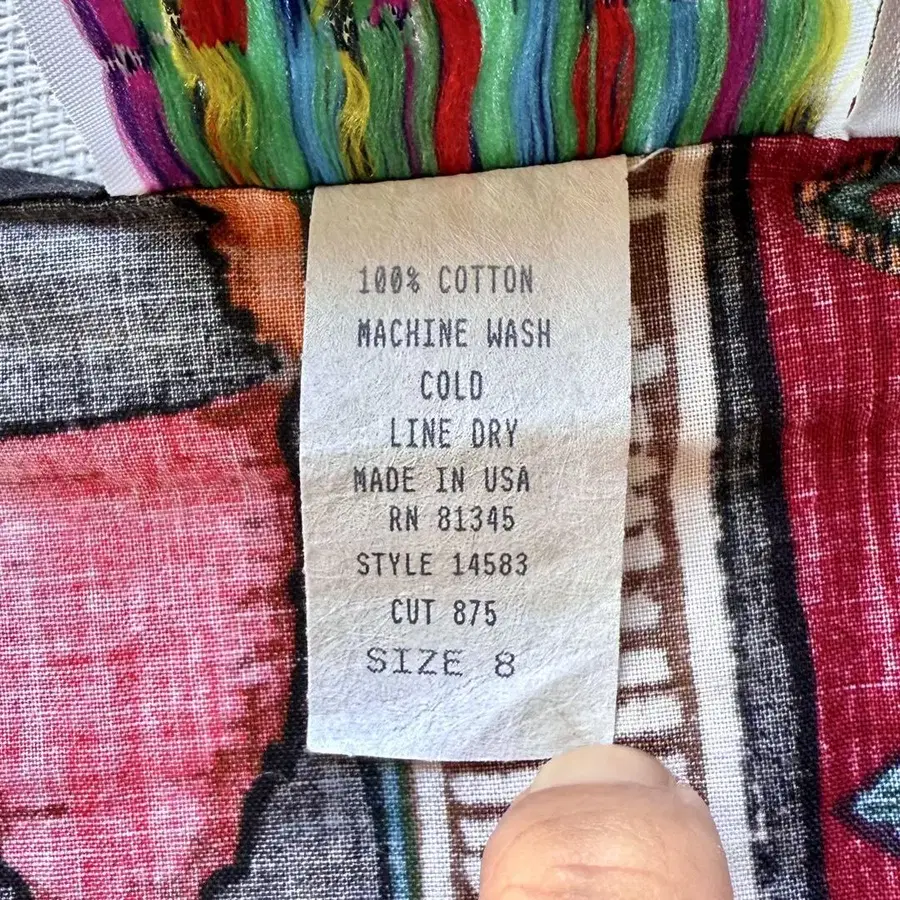 100% COTTON
MACHINE WASH
COLD
LINE DRY
MADE IN USA
RN 81345
STYLE 14583
CUT 875
SIZE 8